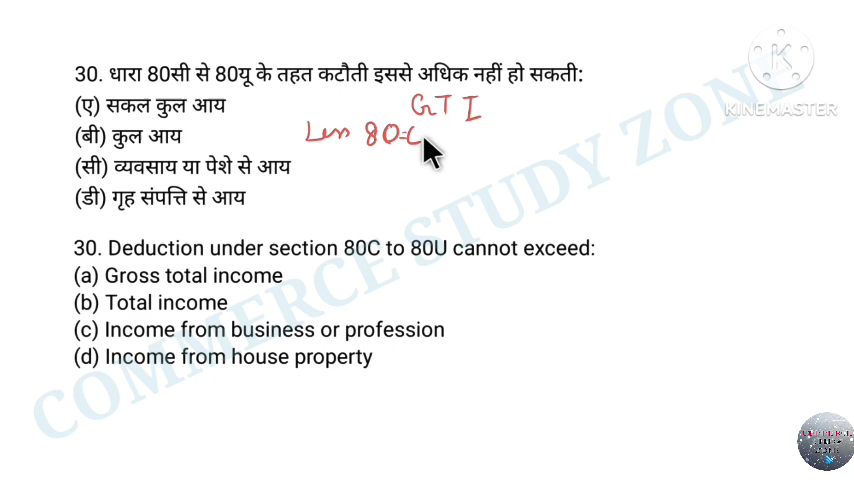 30. धारा 80सी से 80यू के तहत कटौती इससे अधिक नहीं हो सकती:
(ए) सकल कुल आय
GTI
(बी) कुल आय
Less 80-C
(सी) व्यवसाय या पेशे से आय
(डी) गृह संपत्ति से आय
30. Deduction under section 80C to 80U cannot exceed:
(a) Gross total income
(b) Total income
(c) Income from business or profession
(d) Income from house property
COMMERCE STUDY ZONE
K
KINEMASTER